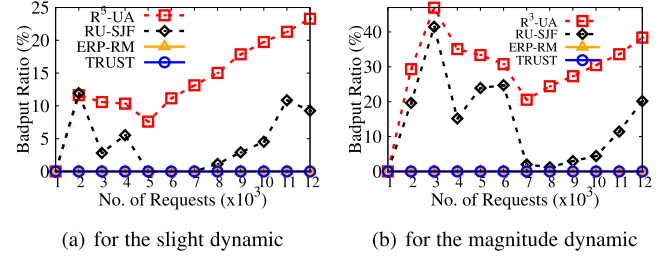 25
20
15
10
5
0
Badput Ratio (%)
R⁵-UA
RU-SJF
ERP-RM
TRUST
1 2 3 4 5 6 7 8 9 10 11 12
No. of Requests (x10³)
(a) for the slight dynamic
40
30
20
10
0
Badput Ratio (%)
R³-UA
RU-SJF
ERP-RM
TRUST
1 2 3 4 5 6 7 8 9 10 11 12
No. of Requests (x10³)
(b) for the magnitude dynamic